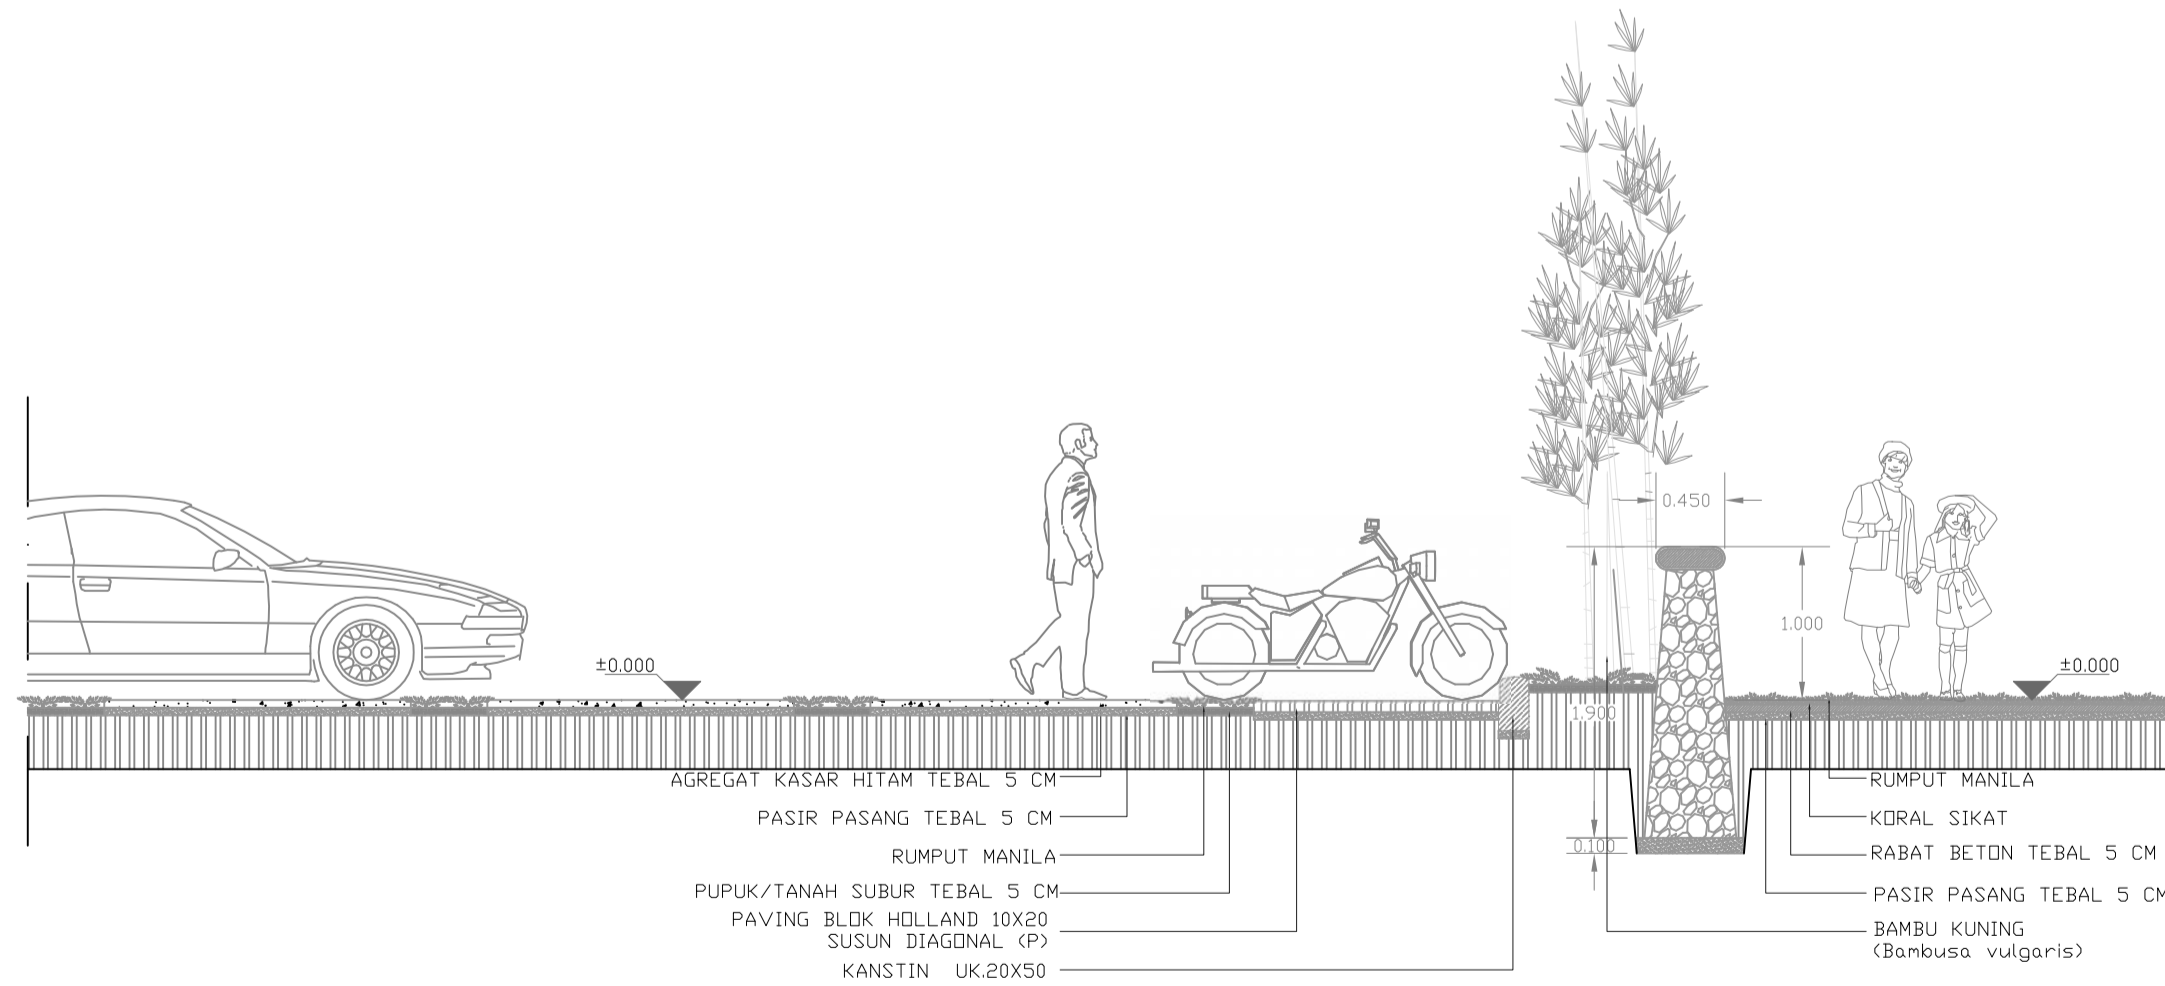 0.450
1.000
±0.000
±0.000
1.900
0.100
AGREGAT KASAR HITAM TEBAL 5 CM
PASIR PASANG TEBAL 5 CM
RUMPUT MANILA
PUPUK/TANAH SUBUR TEBAL 5 CM
PAVING BLOK HOLLAND 10X20
SUSUN DIAGONAL (P)
KANSTIN UK.20X50
RUMPUT MANILA
KORAL SIKAT
RABAT BETON TEBAL 5 CM
PASIR PASANG TEBAL 5 CM
BAMBU KUNING
(Bambusa vulgaris)